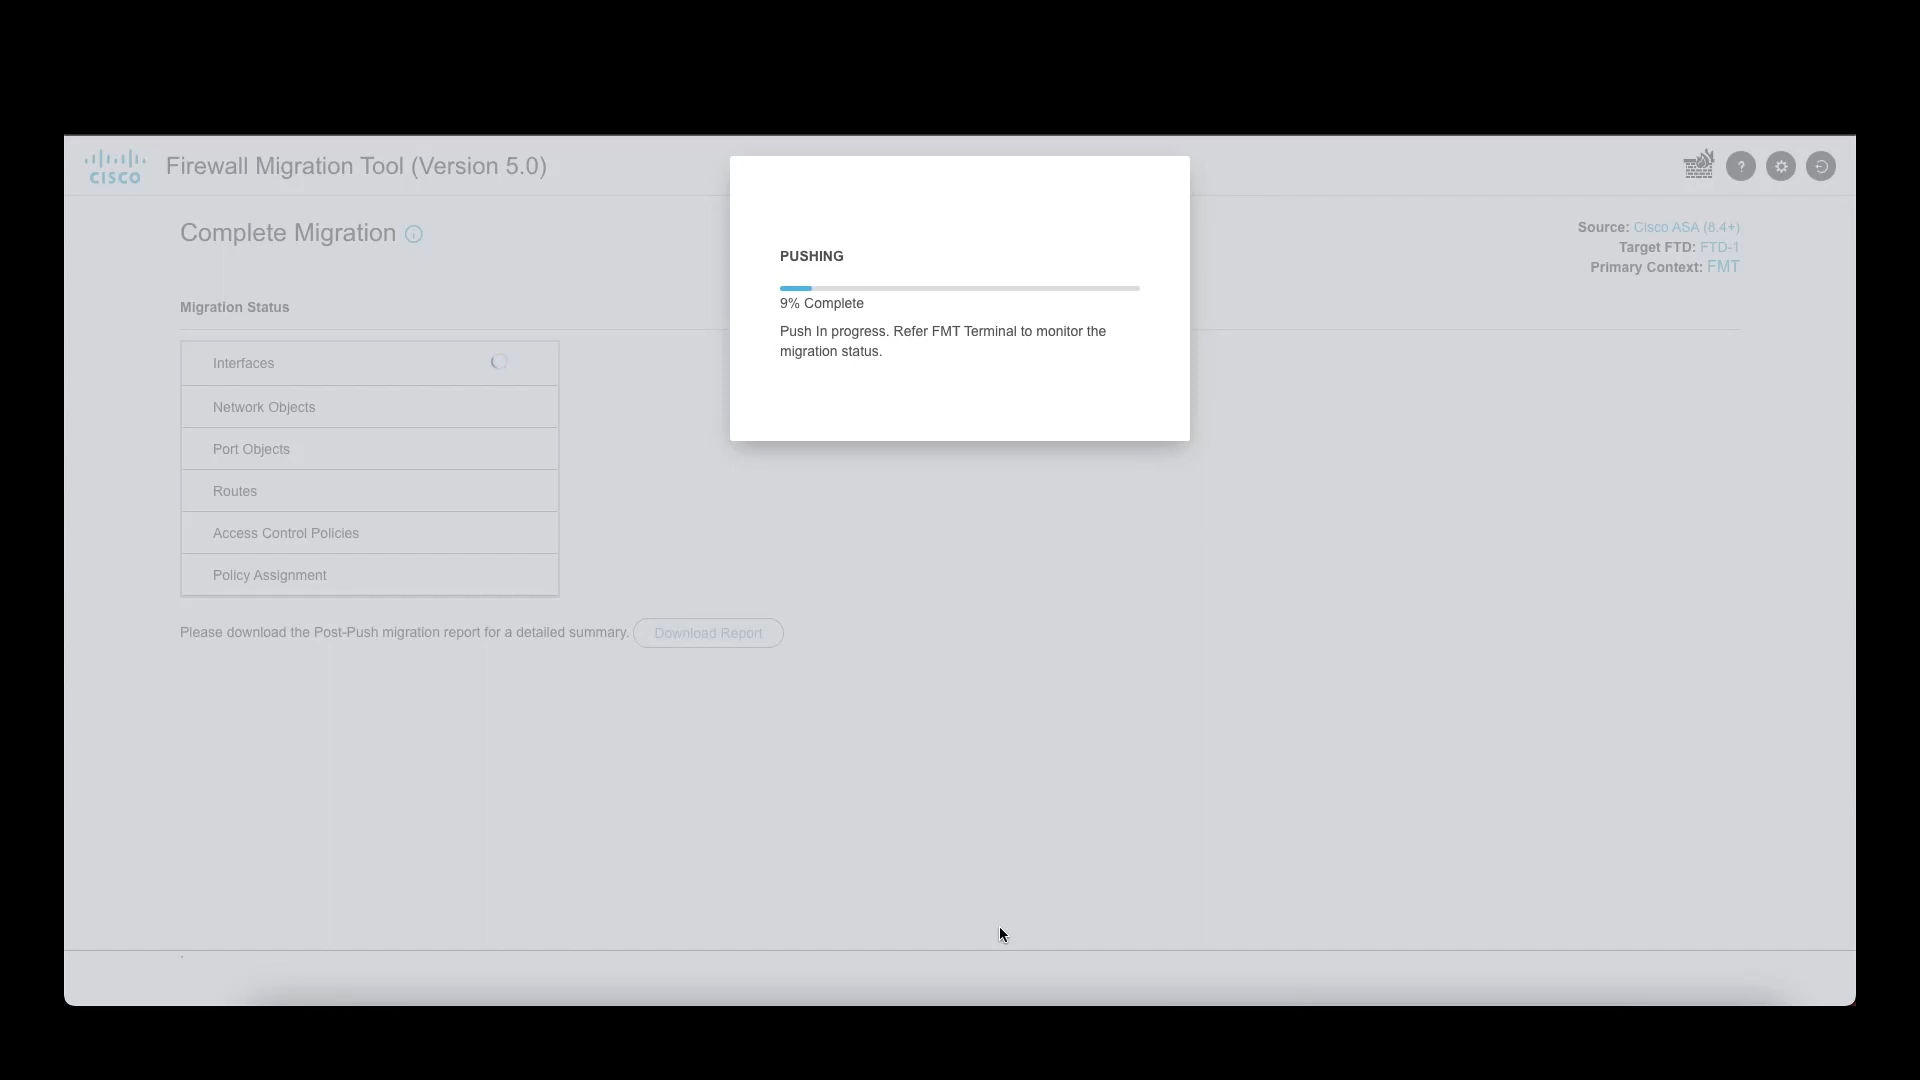 CISCO
Firewall Migration Tool (Version 5.0)
?
Complete Migration
Source: Cisco ASA (8.4+)
Target FTD: FTD-1
Primary Context: FMT
Migration Status
Interfaces
Network Objects
Port Objects
Routes
Access Control Policies
Policy Assignment
Please download the Post-Push migration report for a detailed summary. Download Report
PUSHING
9% Complete
Push In progress. Refer FMT Terminal to monitor the
migration status.